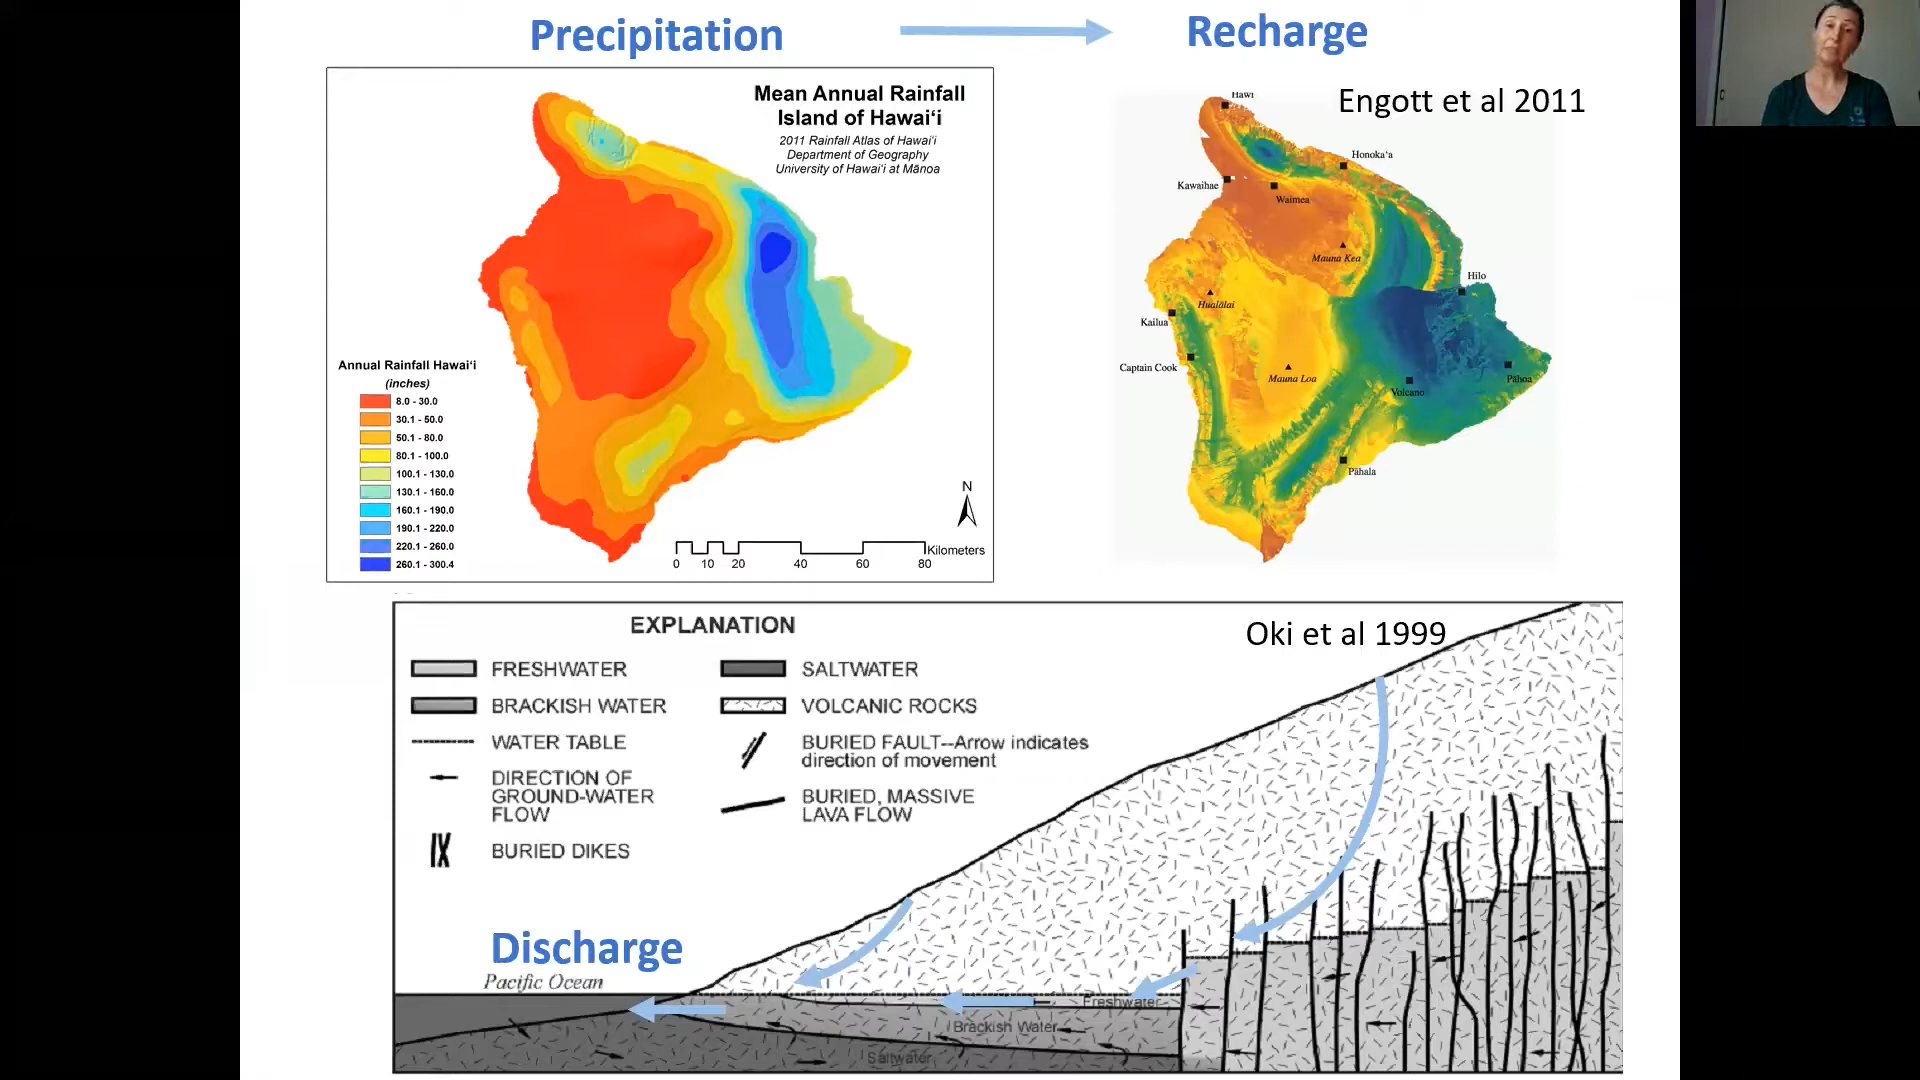 Precipitation
Recharge
Mean Annual Rainfall
Island of Hawai‘i
2011 Rainfall Atlas of Hawai‘i
Department of Geography
University of Hawai‘i at Mānoa
Annual Rainfall Hawai‘i
(inches)
8.0 - 30.0
30.1 - 50.0
50.1 - 80.0
80.1 - 100.0
100.1 - 130.0
130.1 - 160.0
160.1 - 190.0
190.1 - 220.0
220.1 - 260.0
260.1 - 300.4
N
Kilometers
0 10 20 40 60 80
Engott et al 2011
Hawi
Honoka‘a
Kawaihae
Waimea
Mauna Kea
Hilo
Hualālai
Kailua
Captain Cook
Mauna Loa
Pāhoa
Volcano
Pāhala
EXPLANATION
FRESHWATER
BRACKISH WATER
WATER TABLE
DIRECTION OF
GROUND-WATER
FLOW
BURIED DIKES
SALTWATER
VOLCANIC ROCKS
BURIED FAULT--Arrow indicates
direction of movement
BURIED, MASSIVE
LAVA FLOW
Oki et al 1999
Discharge
Pacific Ocean
Freshwater
Brackish Water
Saltwater